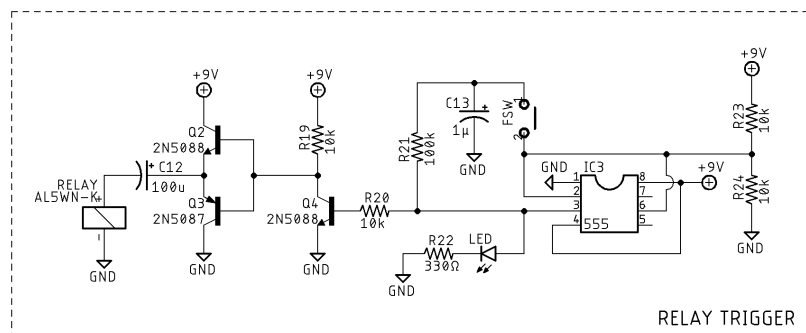 +9V
+9V
+9V
Q2
2N5088
R19
10k
C13
+
1µ
GND
FSW
1
2
R21
100k
R23
10k
RELAY
AL5WN-K
+
-
GND
+
C12
100u
Q3
2N5087
GND
Q4
2N5088
GND
R20
10k
GND
IC3
1
2
3
4
8
7
6
5
555
+9V
R24
10k
GND
R22
330Ω
LED
GND
RELAY TRIGGER